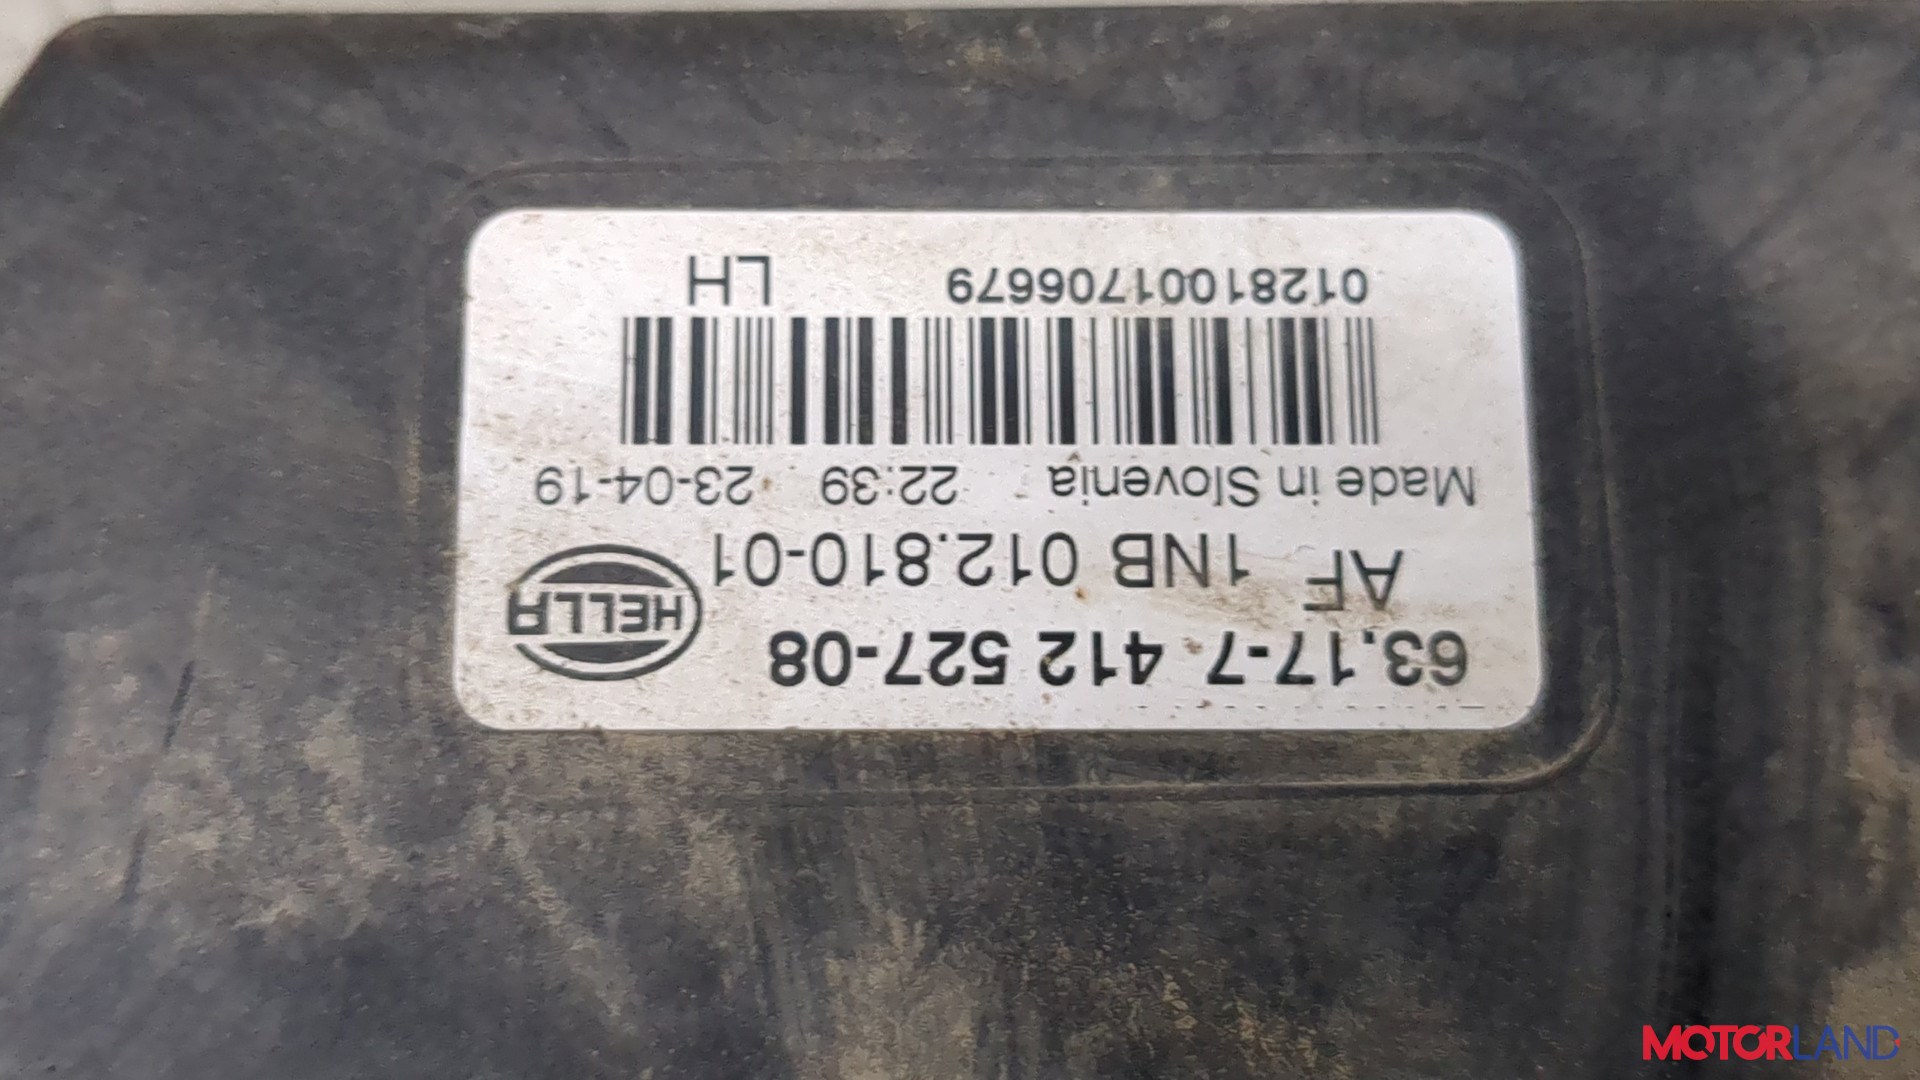 63.17-7 412 527-08
AF 1NB 012.810-01
HELLA
Made in Slovenia 22:39 23-04-19
01281001706679 LH
MOTORLAND